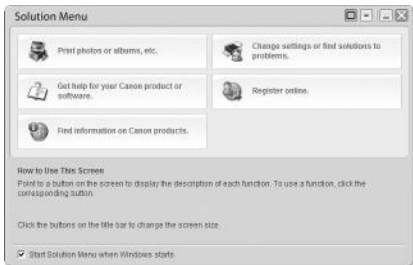 Solution Menu
Print photos or albums, etc.
Change settings or find solutions to
problems.
Get help for your Canon product or
software.
Register online.
Find information on Canon products.
How to Use This Screen
Point to a button on the screen to display the description of each function. To use a function, click the
corresponding button.
Click the buttons on the title bar to change the screen size.
Start Solution Menu when Windows starts